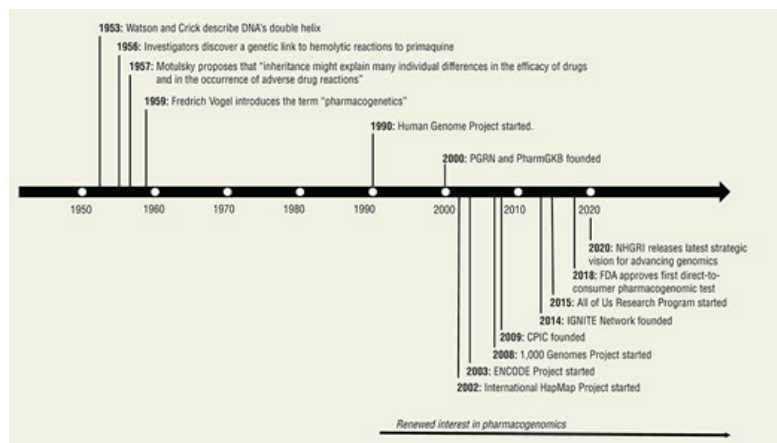 1953: Watson and Crick describe DNA's double helix
1956: Investigators discover a genetic link to hemolytic reactions to primaquine
1957: Motulsky proposes that “inheritance might explain many individual differences in the efficacy of drugs
and in the occurrence of adverse drug reactions”
1959: Fredrich Vogel introduces the term “pharmacogenetics”
1990: Human Genome Project started.
2000: PGRN and PharmGKB founded
1950 1960 1970 1980 1990 2000 2010 2020
2020: NHGRI releases latest strategic
vision for advancing genomics
2018: FDA approves first direct-to-
consumer pharmacogenomic test
2015: All of Us Research Program started
2014: IGNITE Network founded
2009: CPIC founded
2008: 1,000 Genomes Project started
2003: ENCODE Project started
2002: International HapMap Project started
Renewed interest in pharmacogenomics